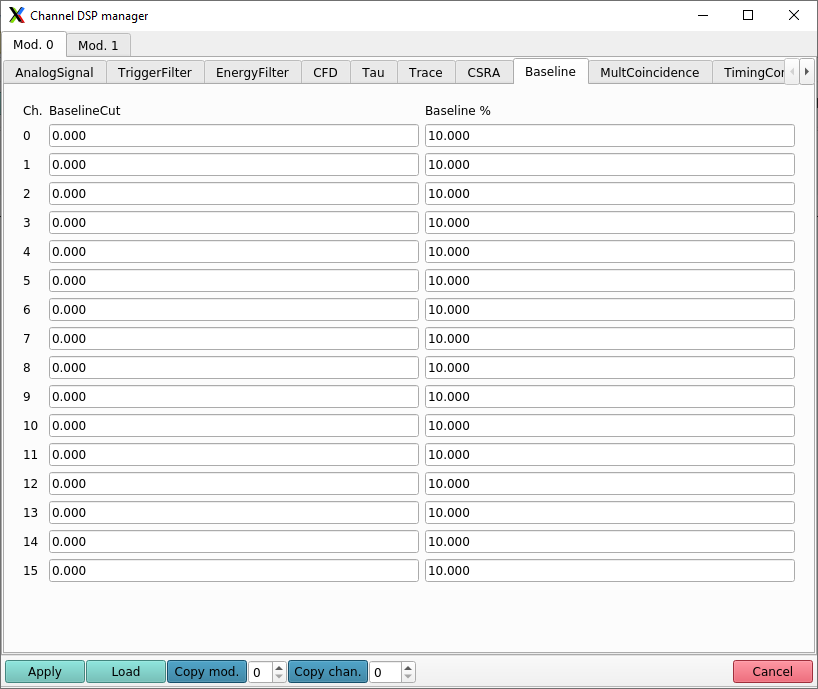 Channel DSP manager
Mod. 0 Mod. 1
AnalogSignal TriggerFilter EnergyFilter CFD Tau Trace CSRA Baseline MultCoincidence TimingCor
Ch. BaselineCut Baseline %
0 0.000 10.000
1 0.000 10.000
2 0.000 10.000
3 0.000 10.000
4 0.000 10.000
5 0.000 10.000
6 0.000 10.000
7 0.000 10.000
8 0.000 10.000
9 0.000 10.000
10 0.000 10.000
11 0.000 10.000
12 0.000 10.000
13 0.000 10.000
14 0.000 10.000
15 0.000 10.000
Apply Load Copy mod. 0 Copy chan. 0 Cancel